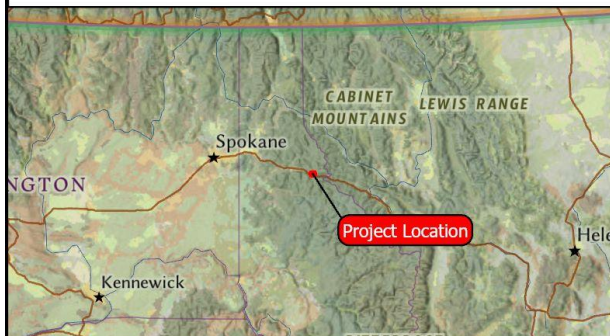 CABINET
MOUNTAINS
LEWIS RANGE
Spokane
NGTON
Project Location
Hele
Kennewick